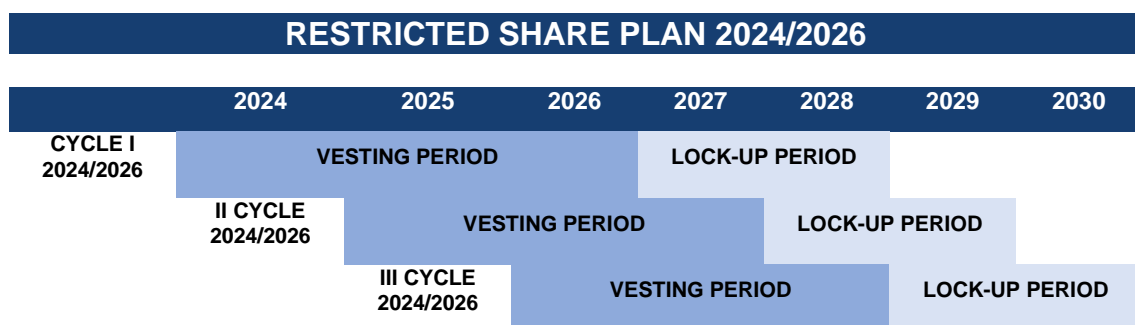 RESTRICTED SHARE PLAN 2024/2026
2024 2025 2026 2027 2028 2029 2030
CYCLE I
2024/2026
VESTING PERIOD
LOCK-UP PERIOD
II CYCLE
2024/2026
VESTING PERIOD
LOCK-UP PERIOD
III CYCLE
2024/2026
VESTING PERIOD
LOCK-UP PERIOD